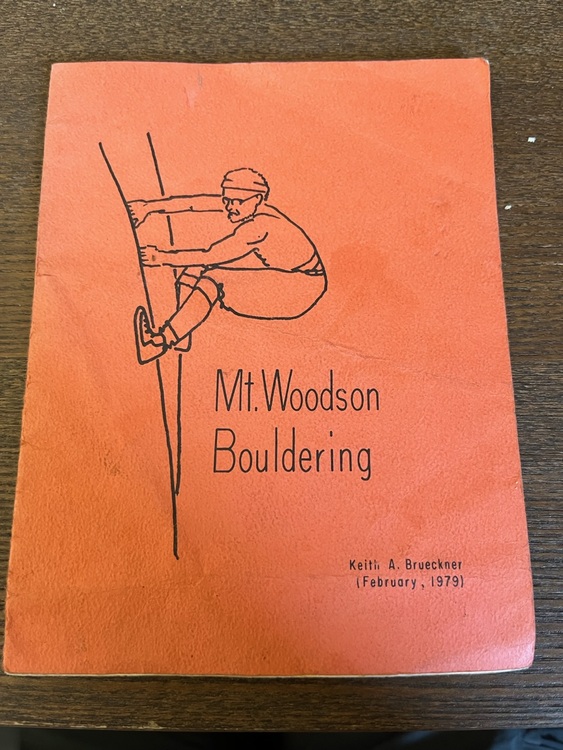 Mt. Woodson
Bouldering
Keith A. Brueckner
(February, 1979)